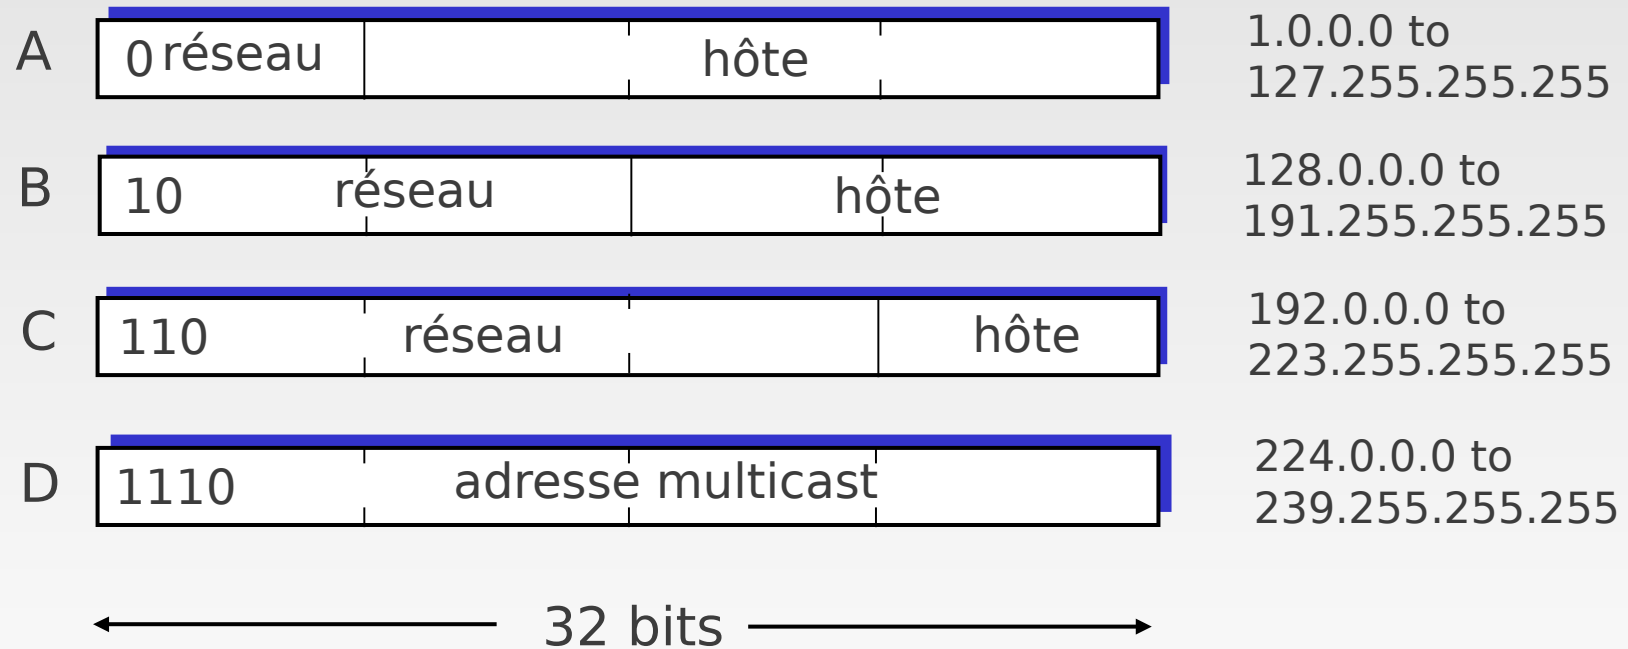 A 0 réseau hôte 1.0.0.0 to
127.255.255.255
B 10 réseau hôte 128.0.0.0 to
191.255.255.255
C 110 réseau hôte 192.0.0.0 to
223.255.255.255
D 1110 adresse multicast 224.0.0.0 to
239.255.255.255
32 bits